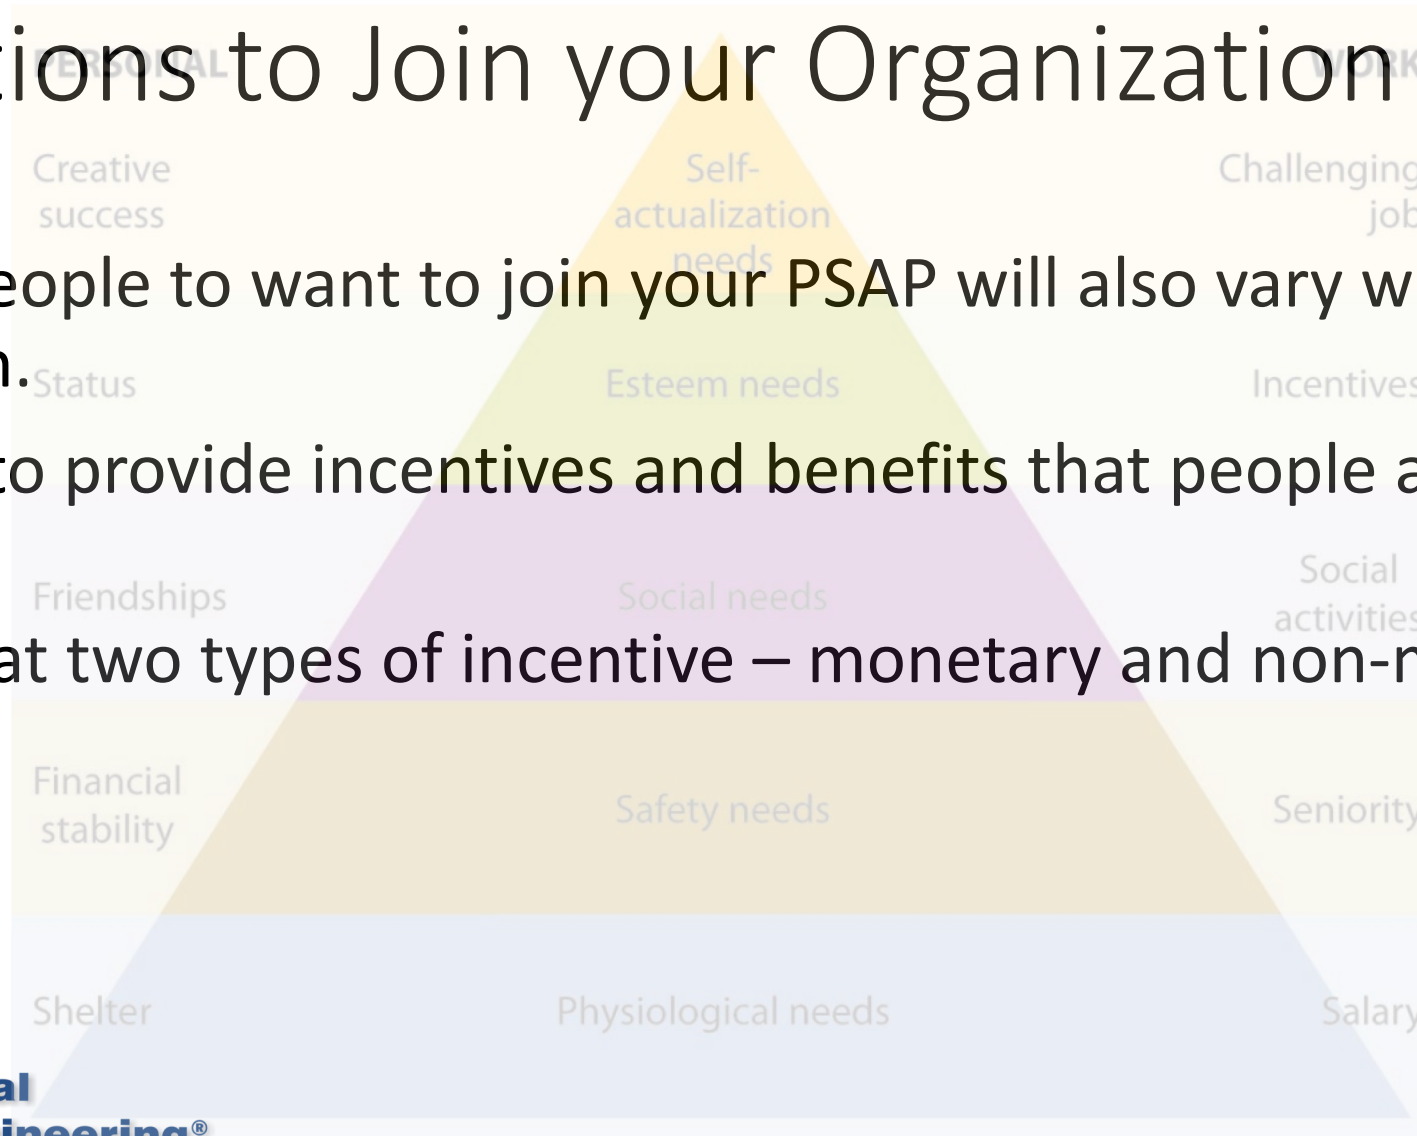 tions to Join your Organization
PERSONAL
WORK
Creative
success
Self-
actualization
needs
Challenging
job
eople to want to join your PSAP will also vary w
n.
Status
Esteem needs
Incentives
to provide incentives and benefits that people a
Friendships
Social needs
Social
activities
at two types of incentive – monetary and non-m
Financial
stability
Safety needs
Seniority
Shelter
Physiological needs
Salary
al
ineering®